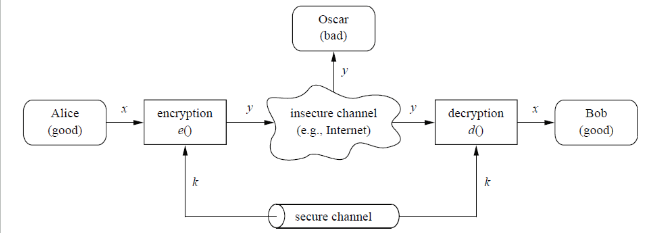 Oscar
(bad)
y
Alice
(good)
x
encryption
e()
y
insecure channel
(e.g., Internet)
y
decryption
d()
x
Bob
(good)
k
k
secure channel